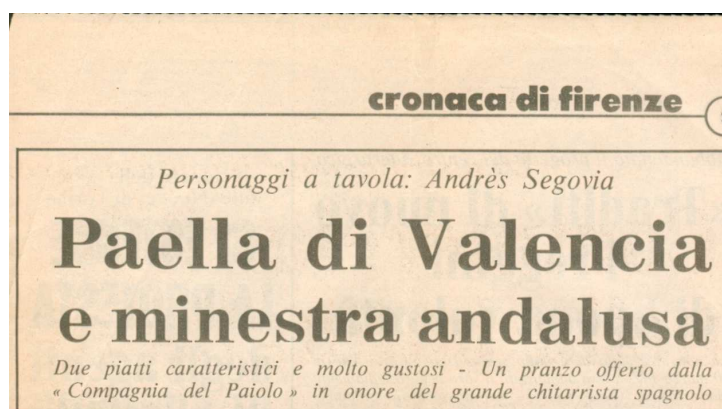 cronaca di firenze
Personaggi a tavola: Andrès Segovia
Paella di Valencia
e minestra andalusa
Due piatti caratteristici e molto gustosi - Un pranzo offerto dalla
« Compagnia del Paiolo » in onore del grande chitarrista spagnolo